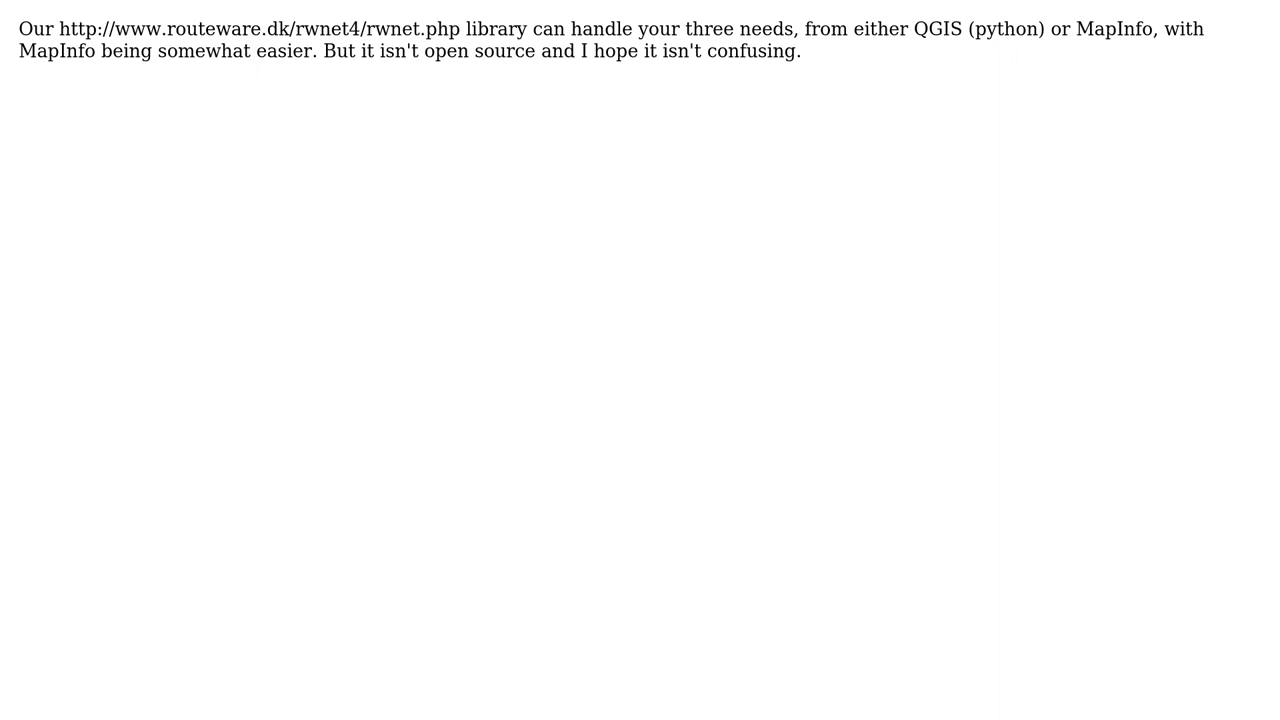 Our http://www.routeware.dk/rwnet4/rwnet.php library can handle your three needs, from either QGIS (python) or MapInfo, with
MapInfo being somewhat easier. But it isn't open source and I hope it isn't confusing.